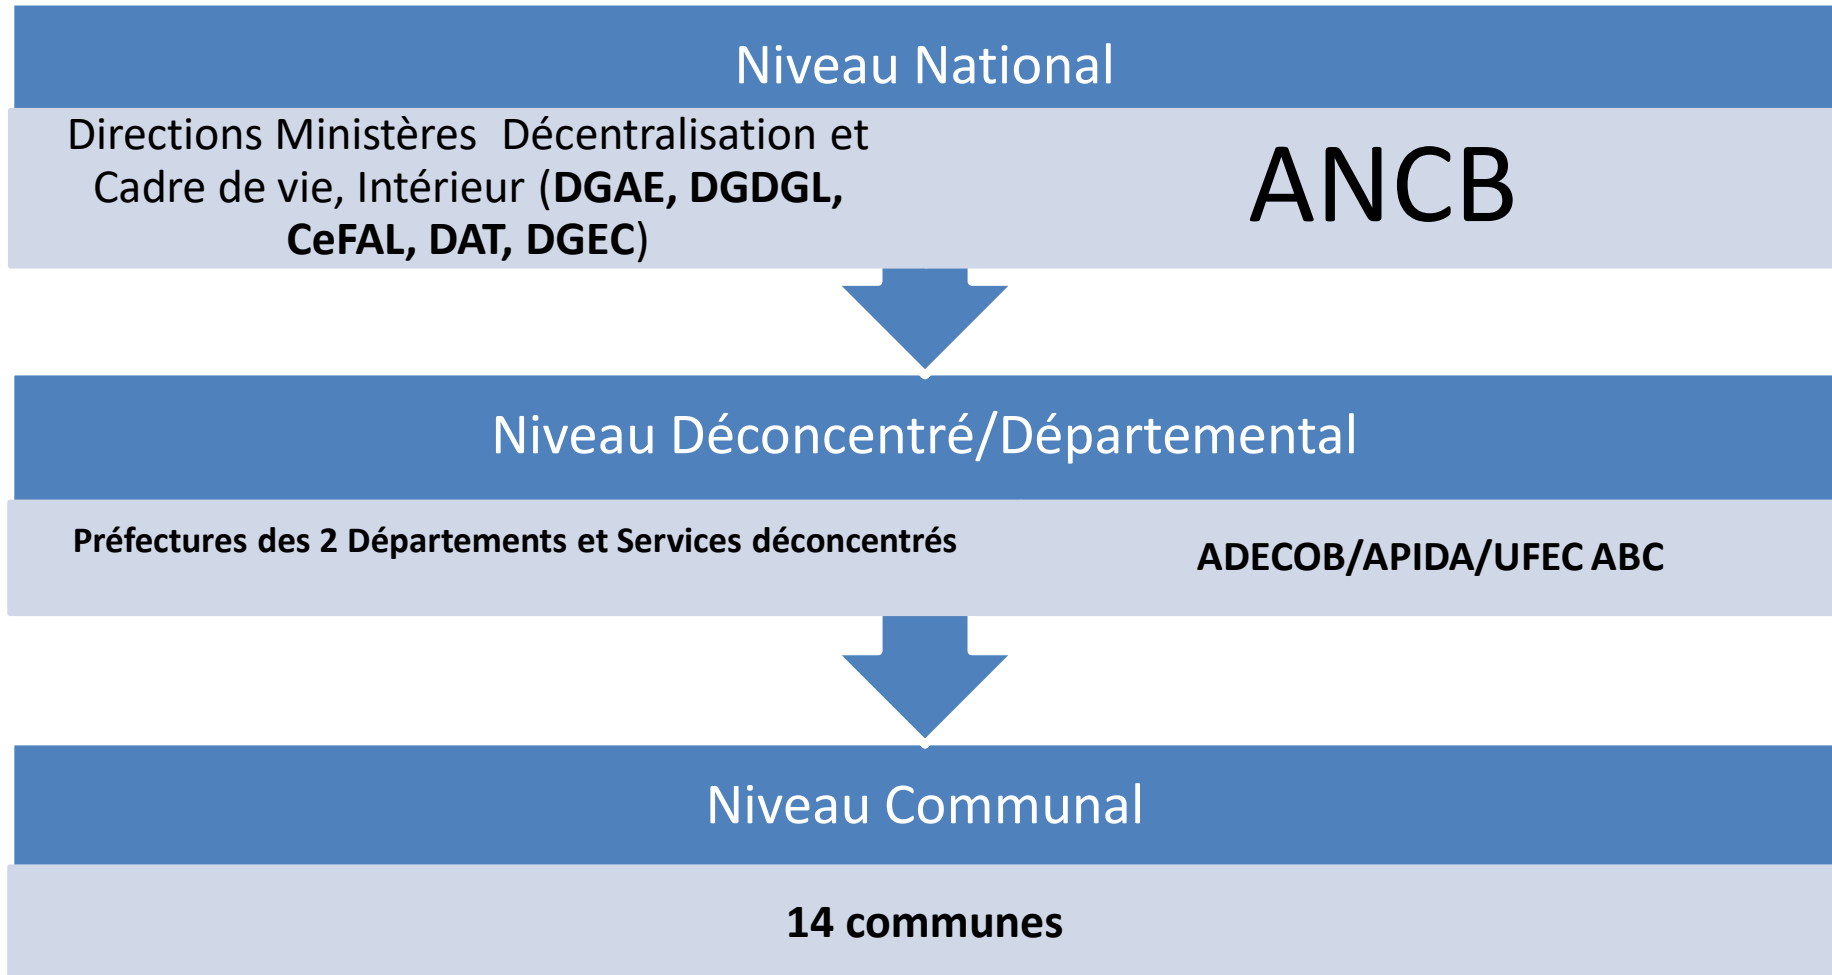 Niveau National
Directions Ministères  Décentralisation et
Cadre de vie, Intérieur (DGAE, DGDGL,
CeFAL, DAT, DGEC)
ANCB
Niveau Déconcentré/Départemental
Préfectures des 2 Départements et Services déconcentrés
ADECOB/APIDA/UFEC ABC
Niveau Communal
14 communes